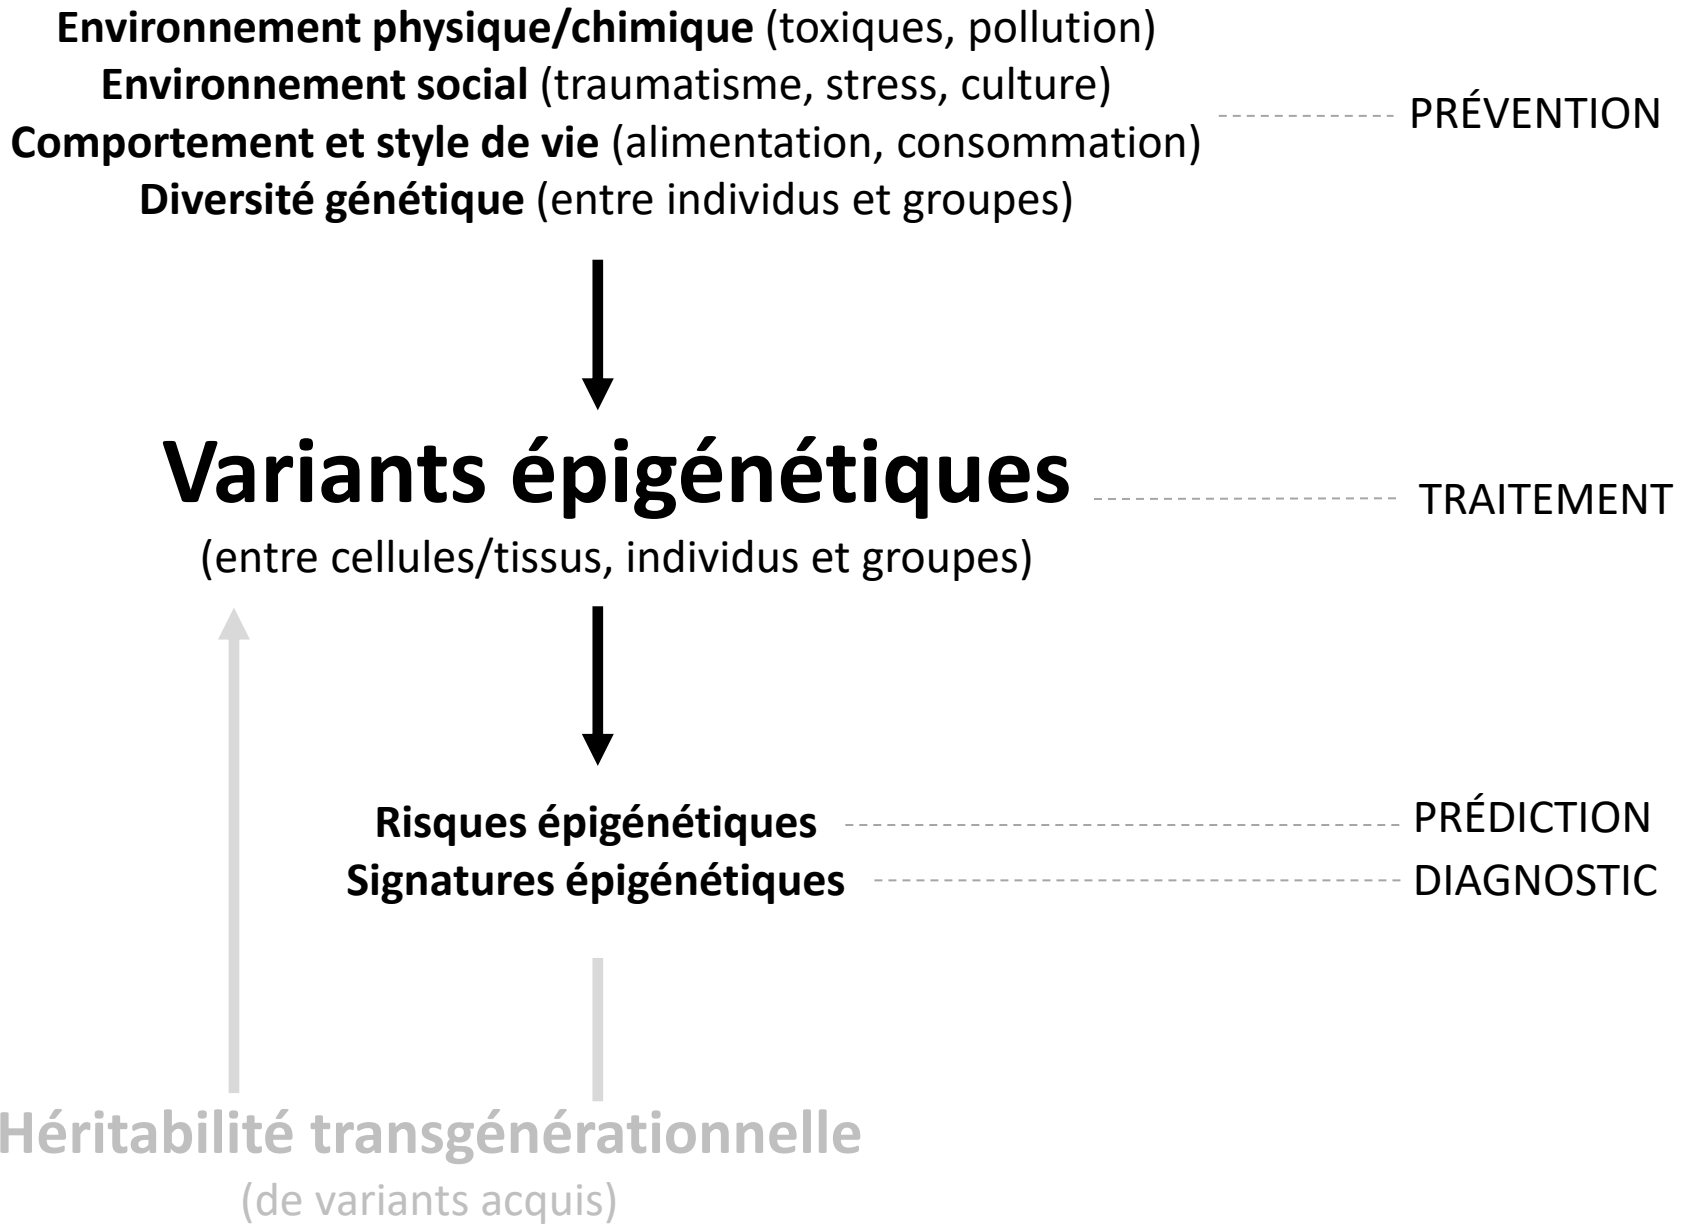 Environnement physique/chimique (toxiques, pollution)
Environnement social (traumatisme, stress, culture)
Comportement et style de vie (alimentation, consommation)
Diversité génétique (entre individus et groupes)
PRÉVENTION
Variants épigénétiques
TRAITEMENT
(entre cellules/tissus, individus et groupes)
Risques épigénétiques
PRÉDICTION
Signatures épigénétiques
DIAGNOSTIC
Héritabilité transgénérationnelle
(de variants acquis)